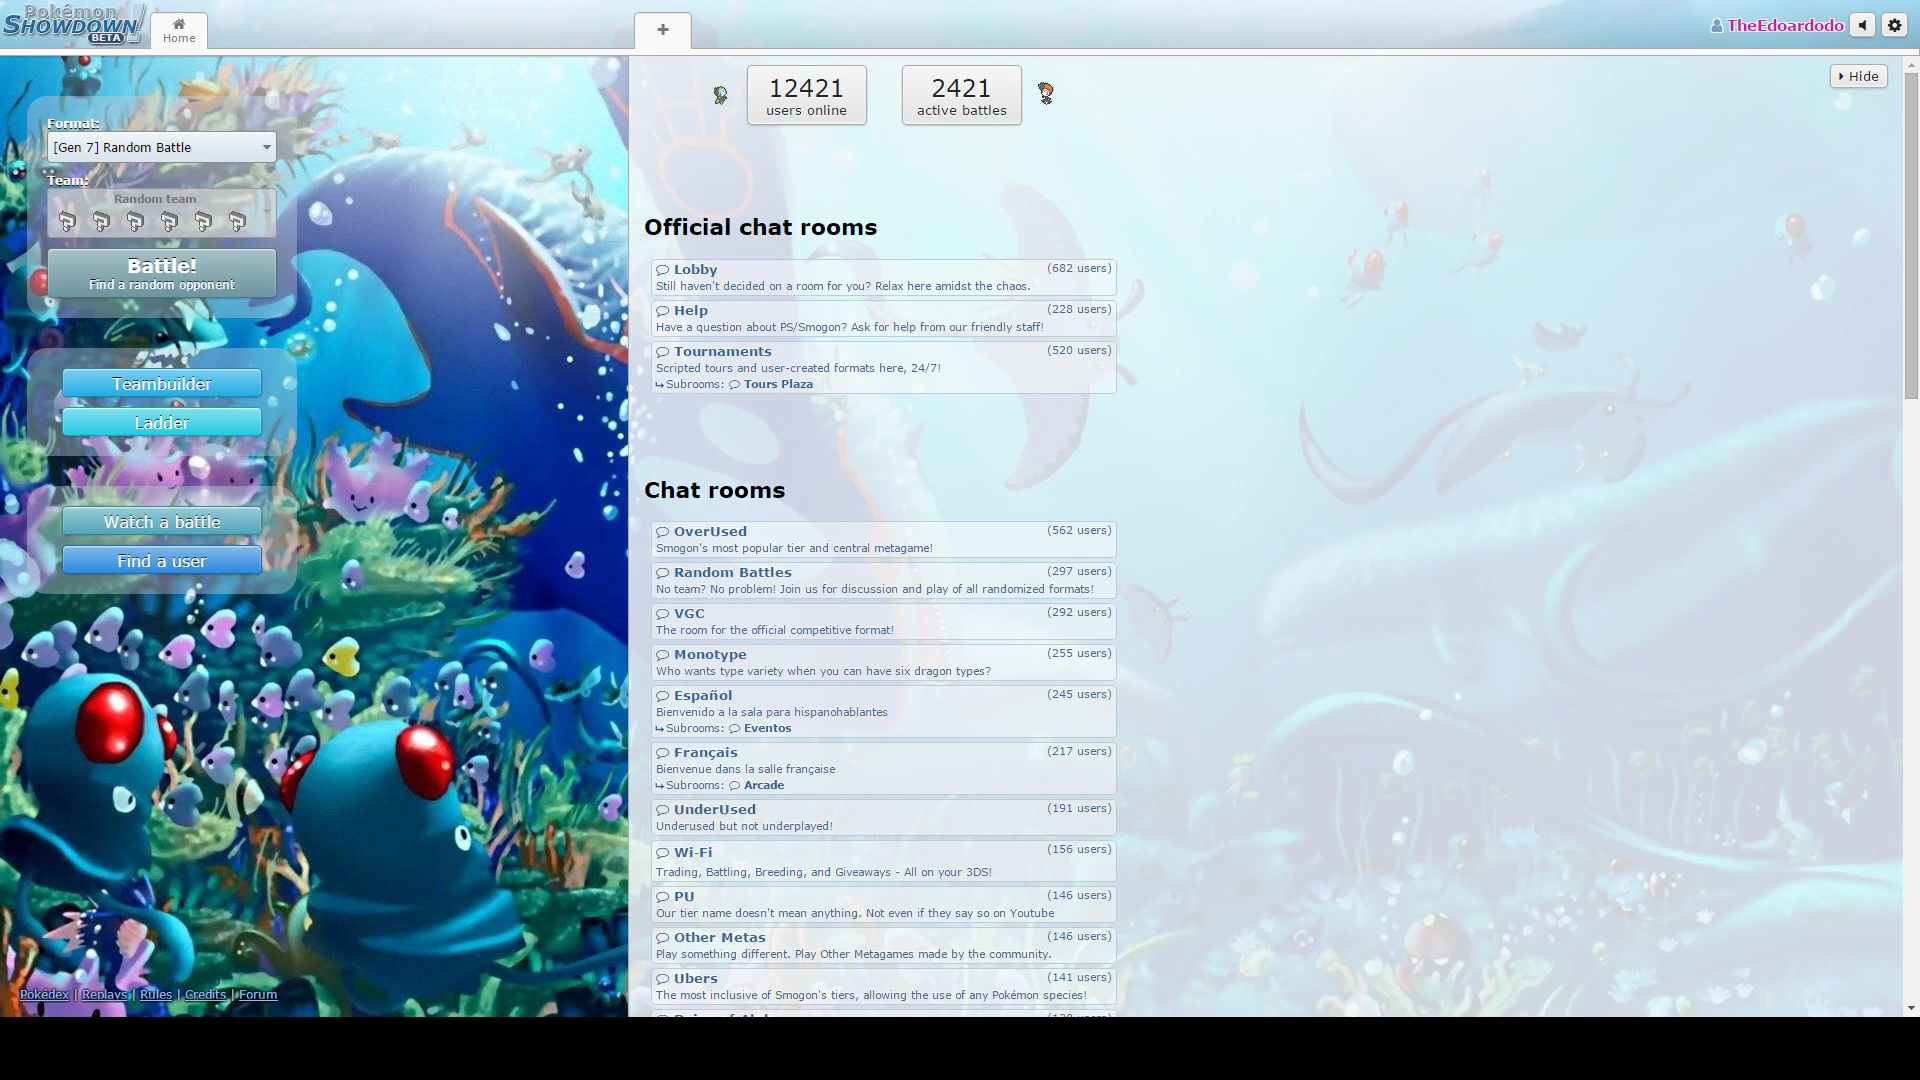 Pokémon
SHOWDOWN!
BETA
Home
+
TheEdoardodo
Format:
[Gen 7] Random Battle
Team:
Random team
Battle!
Find a random opponent
Teambuilder
Ladder
Watch a battle
Find a user
Pokédex | Replays | Rules | Credits | Forum
12421
users online
2421
active battles
Hide
Official chat rooms
Lobby (682 users)
Still haven't decided on a room for you? Relax here amidst the chaos.
Help (228 users)
Have a question about PS/Smogon? Ask for help from our friendly staff!
Tournaments (520 users)
Scripted tours and user-created formats here, 24/7!
Subrooms: Tours Plaza
Chat rooms
OverUsed (562 users)
Smogon's most popular tier and central metagame!
Random Battles (297 users)
No team? No problem! Join us for discussion and play of all randomized formats!
VGC (292 users)
The room for the official competitive format!
Monotype (255 users)
Who wants type variety when you can have six dragon types?
Español (245 users)
Bienvenido a la sala para hispanohablantes
Subrooms: Eventos
Français (217 users)
Bienvenue dans la salle française
Subrooms: Arcade
UnderUsed (191 users)
Underused but not underplayed!
Wi-Fi (156 users)
Trading, Battling, Breeding, and Giveaways - All on your 3DS!
PU (146 users)
Our tier name doesn't mean anything. Not even if they say so on Youtube
Other Metas (146 users)
Play something different. Play Other Metagames made by the community.
Ubers (141 users)
The most inclusive of Smogon's tiers, allowing the use of any Pokémon species!